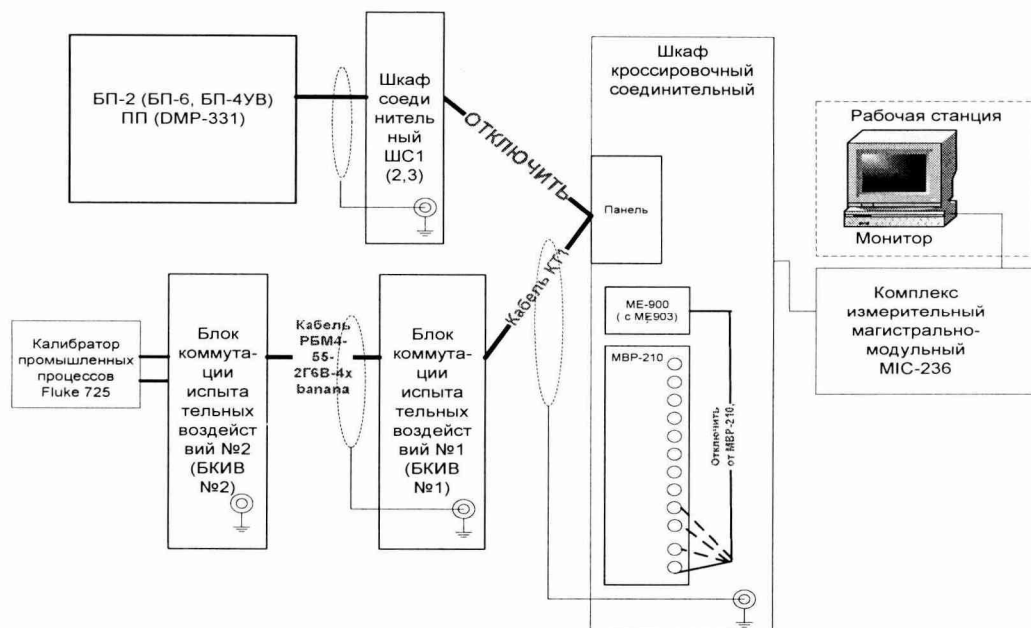 БП-2 (БП-6, БП-4УВ)
ПП (DMP-331)
Шкаф
соеди
нитель
ный
ШС1
(2,3)
ОТКЛЮЧИТЬ
Шкаф
кроссировочный
соединительный
Панель
Рабочая станция
Монитор
Калибратор
промышленных
процессов
Fluke 725
Блок
коммута-
ции
испыта
тельных
воздейст
вий №2
(БКИВ
№2)
Кабель
РБМ4-
55-
2Г6В-4x
banana
Блок
коммута-
ции
испыта
тельных
воздейст
вий №1
(БКИВ
№1)
Кабель КТ1
ME-900
( с ME903)
МВР-210
Отключить
от МВР-210,
Комплекс
измерительный
магистрально-
модульный
MIC-236